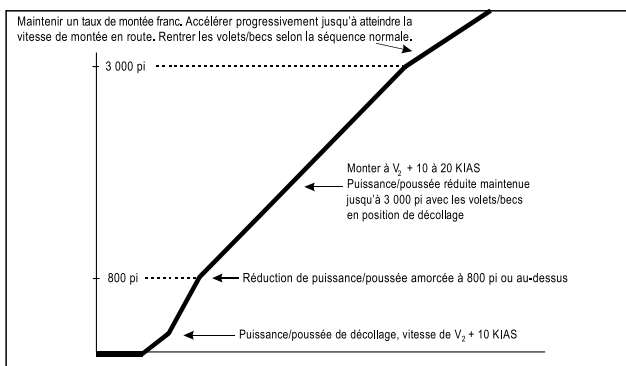 Maintenir un taux de montée franc. Accélérer progressivement jusqu'à atteindre la
vitesse de montée en route. Rentrer les volets/becs selon la séquence normale.
3 000 pi
Monter à V₂ + 10 à 20 KIAS
Puissance/poussée réduite maintenue
jusqu'à 3 000 pi avec les volets/becs
en position de décollage
800 pi
Réduction de puissance/poussée amorcée à 800 pi ou au-dessus
Puissance/poussée de décollage, vitesse de V₂ + 10 KIAS